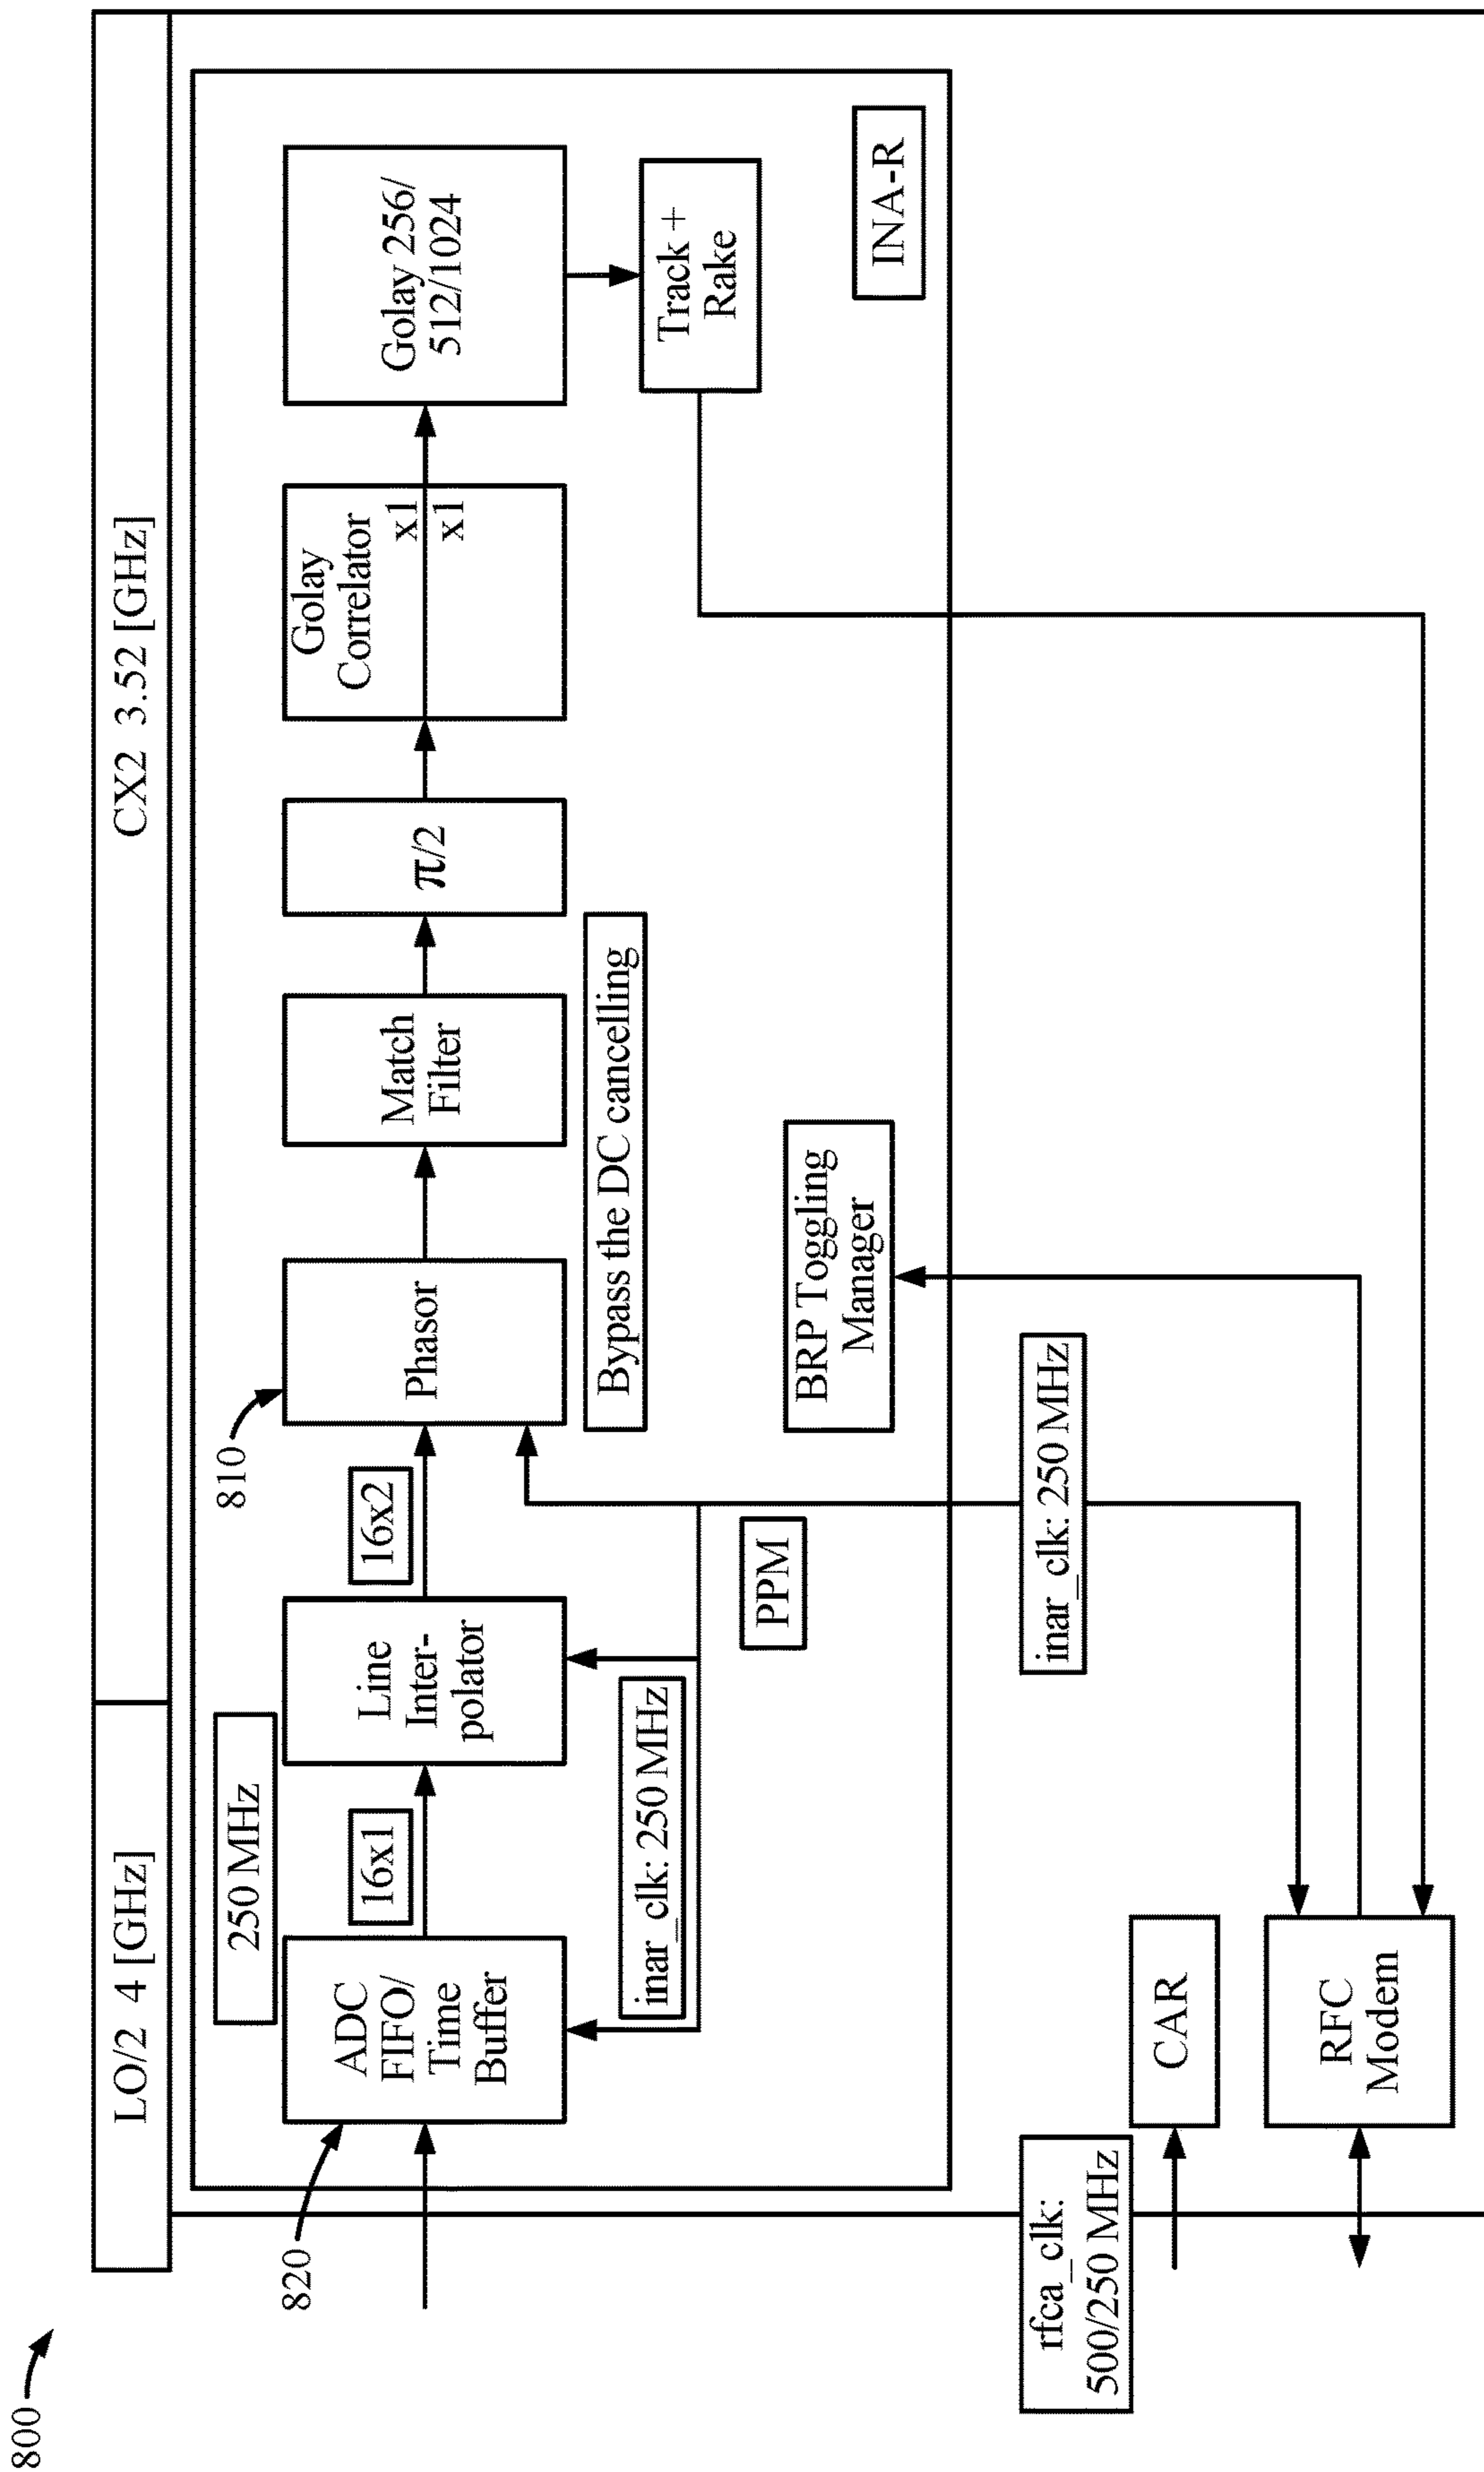 800
LO/2 4 [GHz]
CX2 3.52 [GHz]
820
250 MHz
810
ADC
FIFO/
Time
Buffer
16x1
Line
Inter-
polator
16x2
Phasor
Match
Filter
π/2
Golay
Correlator
x1
x1
Golay 256/
512/1024
Bypass the DC cancelling
Track +
Rake
inar_clk: 250 MHz
PPM
BRP Toggling
Manager
INA-R
rfca_clk:
500/250 MHz
inar_clk: 250 MHz
CAR
RFC
Modem